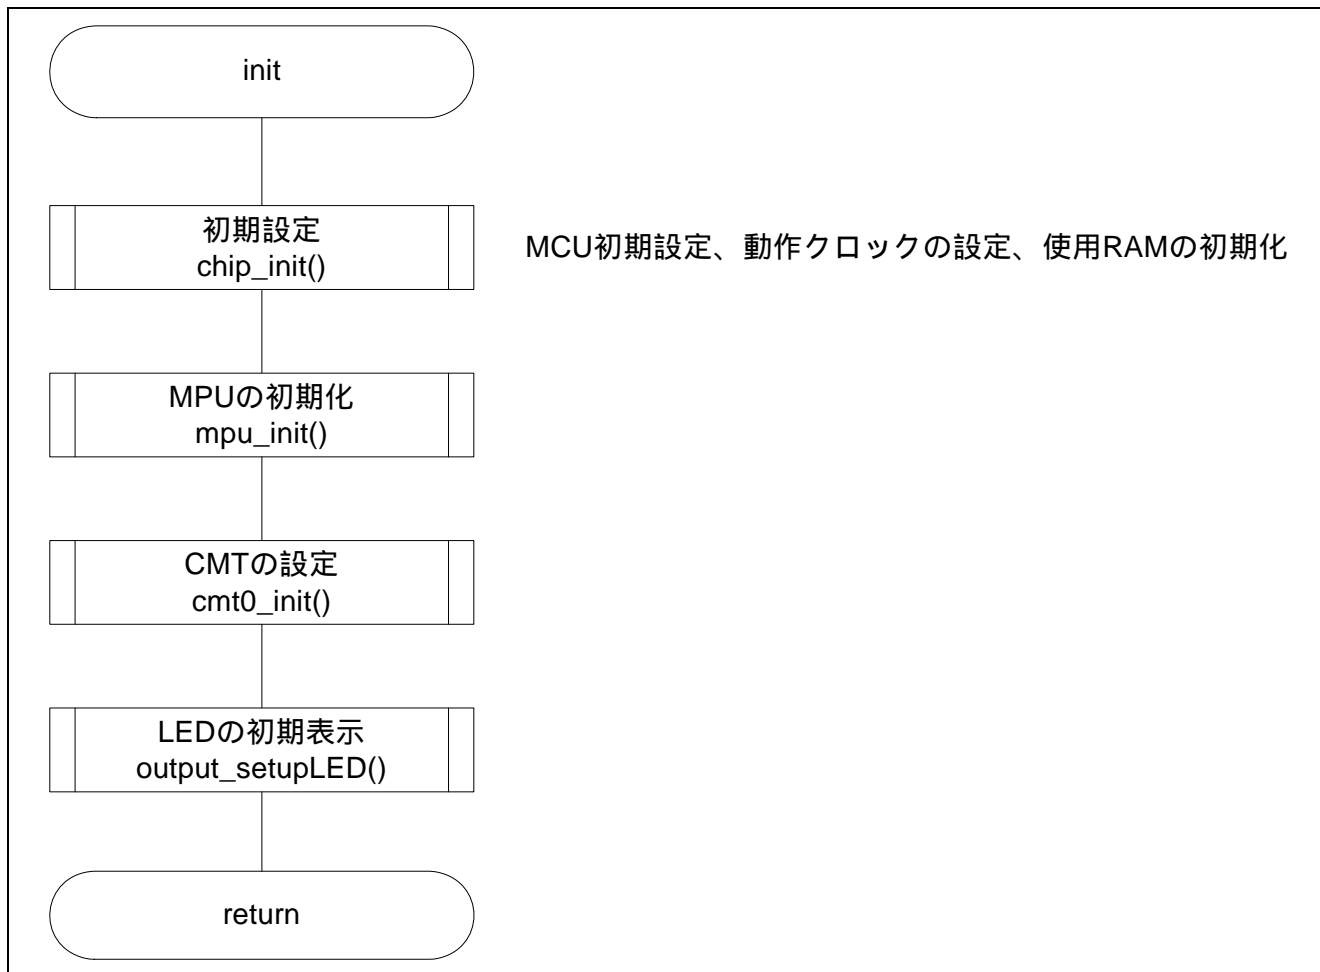 init
初期設定
chip_init()
MCU初期設定、動作クロックの設定、使用RAMの初期化
MPUの初期化
mpu_init()
CMTの設定
cmt0_init()
LEDの初期表示
output_setupLED()
return